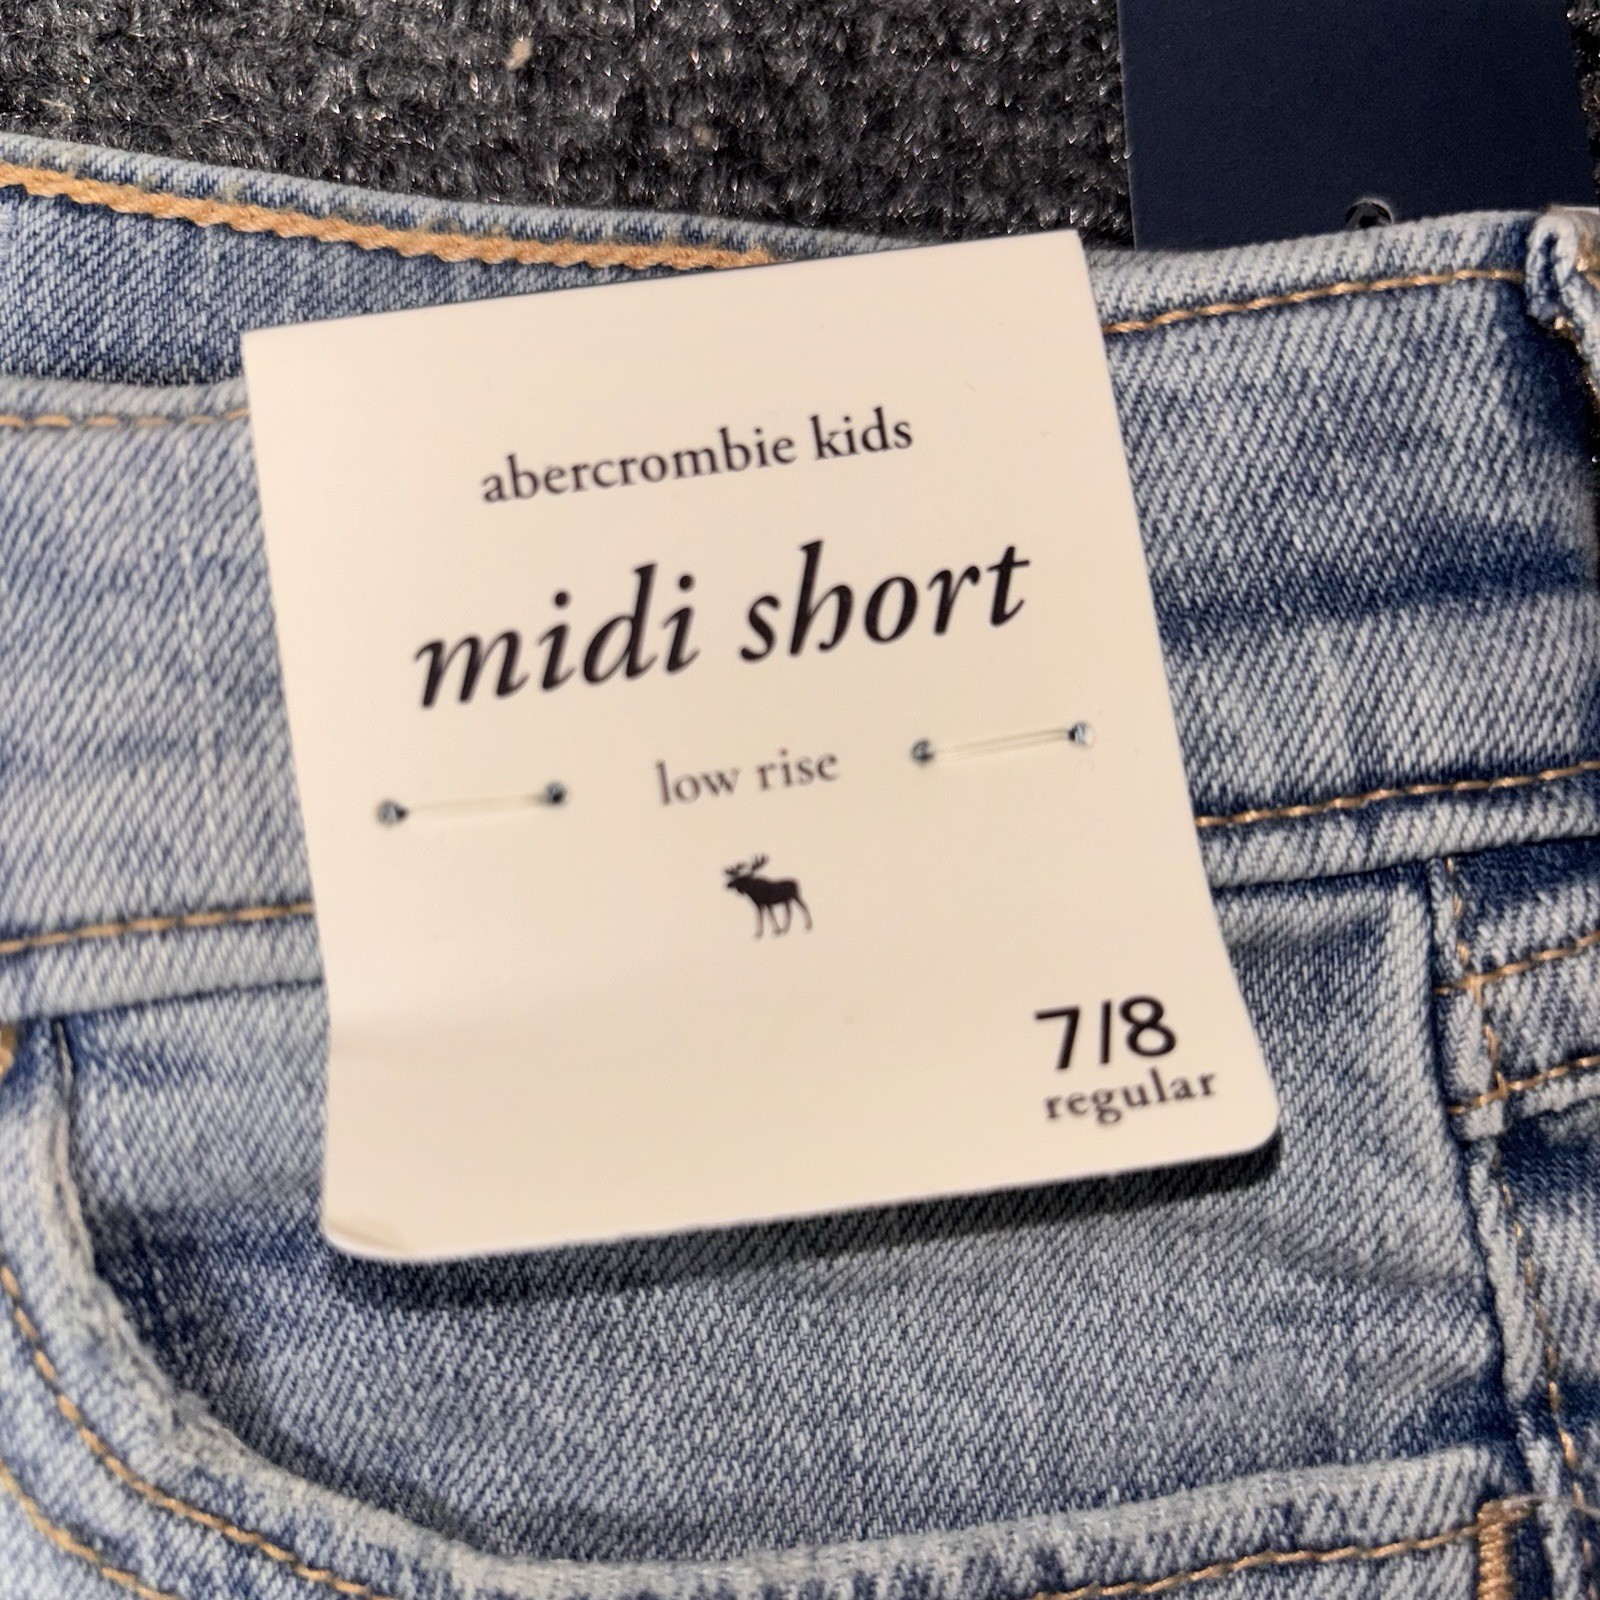 abercrombie kids
midi short
low rise
7/8
regular